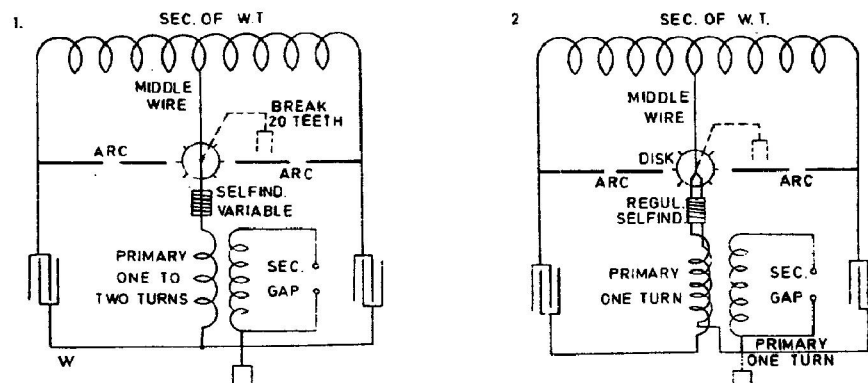 1.
SEC. OF W.T
MIDDLE
WIRE
BREAK
20 TEETH
ARC
ARC
SELFIND.
VARIABLE
PRIMARY
ONE TO
TWO TURNS
SEC.
GAP
W
2
SEC. OF W.T.
MIDDLE
WIRE
DISK
ARC
ARC
REGUL.
SELFIND.
PRIMARY
ONE TURN
SEC.
GAP
PRIMARY
ONE TURN